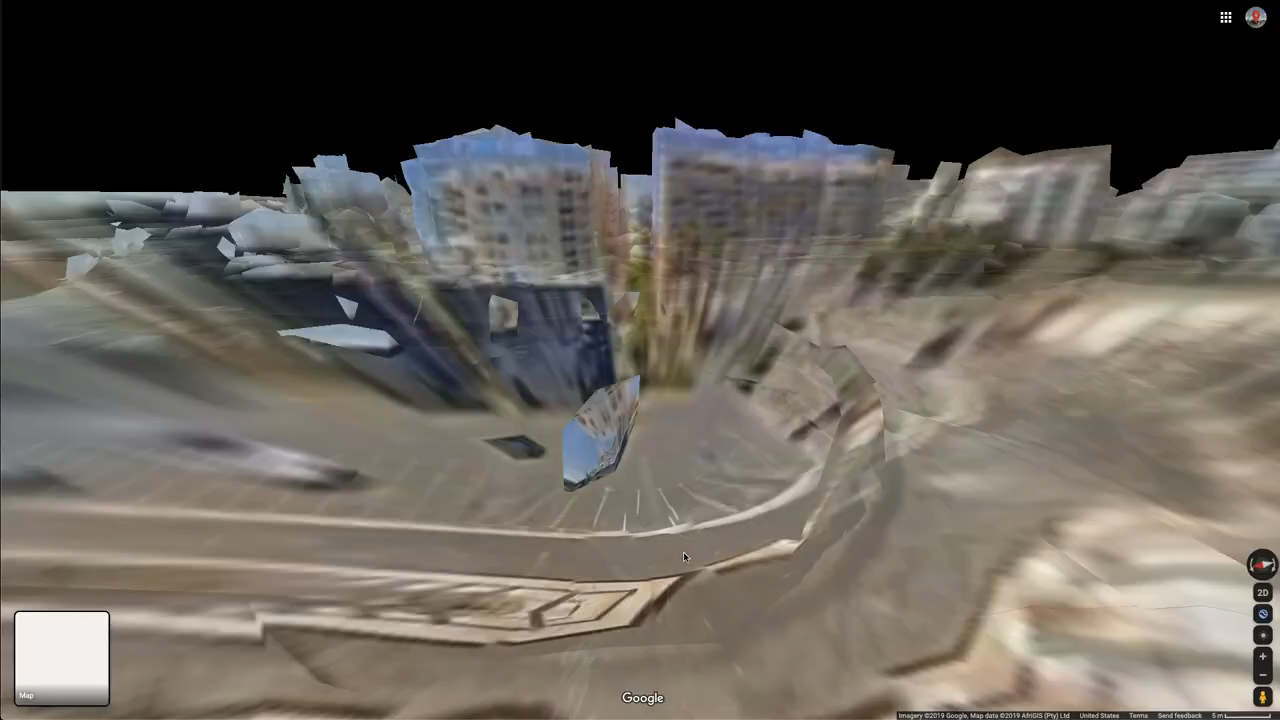 2D
Map
Google
Imagery ©2019 Google, Map data ©2019 AfriGIS (Pty) Ltd United States Terms Send feedback 5 m